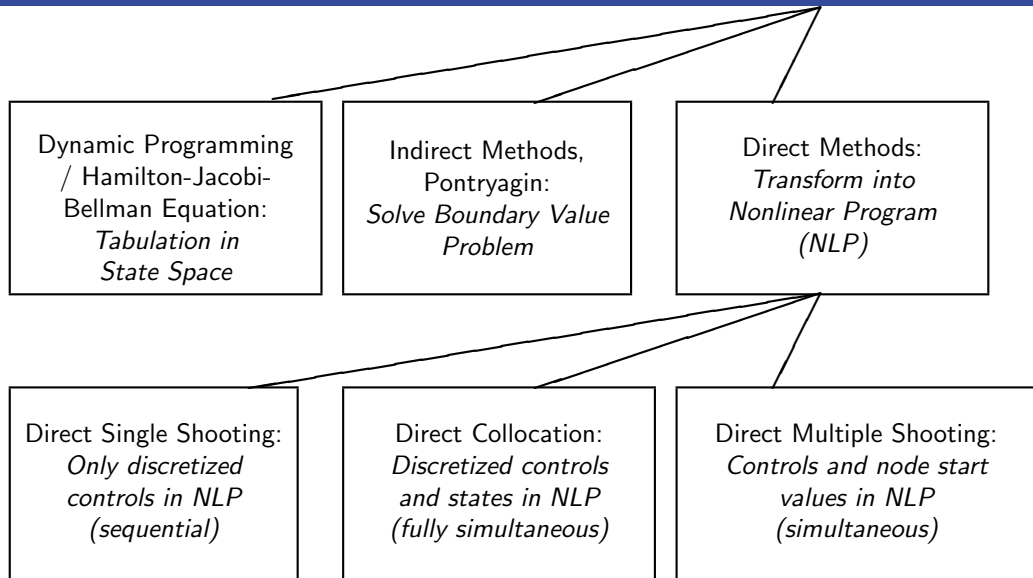 Dynamic Programming
/ Hamilton-Jacobi-
Bellman Equation:
Tabulation in
State Space
Indirect Methods,
Pontryagin:
Solve Boundary Value
Problem
Direct Methods:
Transform into
Nonlinear Program
(NLP)
Direct Single Shooting:
Only discretized
controls in NLP
(sequential)
Direct Collocation:
Discretized controls
and states in NLP
(fully simultaneous)
Direct Multiple Shooting:
Controls and node start
values in NLP
(simultaneous)